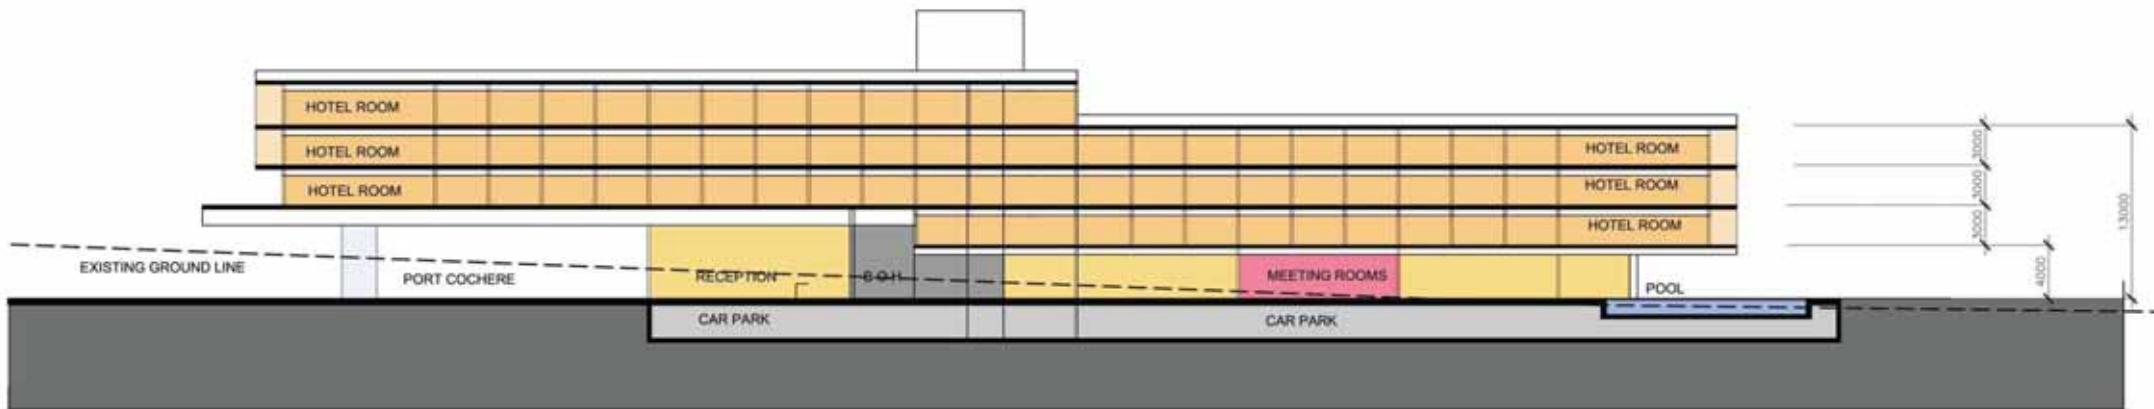 HOTEL ROOM
HOTEL ROOM
HOTEL ROOM
HOTEL ROOM
HOTEL ROOM
HOTEL ROOM
EXISTING GROUND LINE
PORT COCHERE
RECEPTION
B O H
MEETING ROOMS
POOL
CAR PARK
CAR PARK
3000
3000
3000
4000
13000